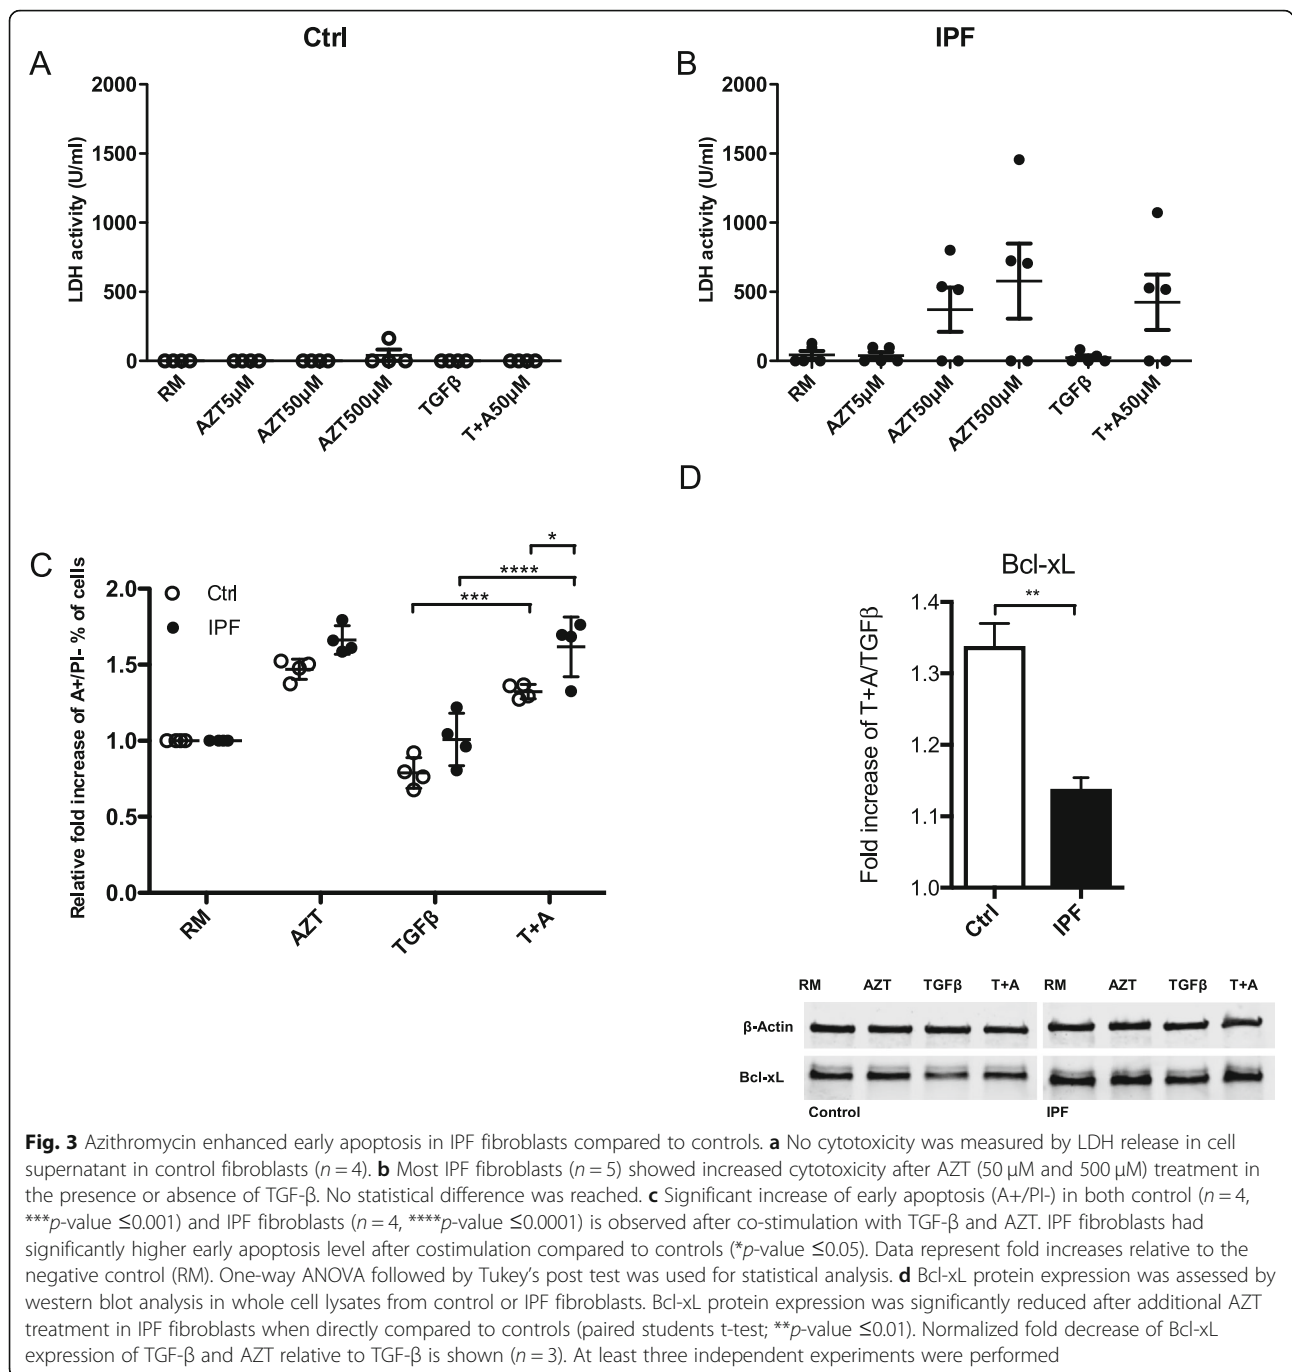 Ctrl
A
2000
1500
1000
500
0
LDH activity (U/ml)
RM
AZT5µM
AZT50µM
AZT500µM
TGFβ
T+A50µM
IPF
B
2000
1500
1000
500
0
LDH activity (U/ml)
RM
AZT5µM
AZT50µM
AZT500µM
TGFβ
T+A50µM
C
Relative fold increase of A+/PI- % of cells
2.0
1.5
1.0
0.5
0.0
Ctrl
IPF
***
****
*
RM
AZT
TGFβ
T+A
D
Bcl-xL
**
Fold increase of T+A/TGFβ
1.4
1.3
1.2
1.1
1.0
Ctrl
IPF
RM AZT TGFβ T+A RM AZT TGFβ T+A
β-Actin
Bcl-xL
Control IPF
Fig. 3 Azithromycin enhanced early apoptosis in IPF fibroblasts compared to controls. a No cytotoxicity was measured by LDH release in cell
supernatant in control fibroblasts (n = 4). b Most IPF fibroblasts (n = 5) showed increased cytotoxicity after AZT (50 µM and 500 µM) treatment in
the presence or absence of TGF-β. No statistical difference was reached. c Significant increase of early apoptosis (A+/PI-) in both control (n = 4,
***p-value ≤0.001) and IPF fibroblasts (n = 4, ****p-value ≤0.0001) is observed after co-stimulation with TGF-β and AZT. IPF fibroblasts had
significantly higher early apoptosis level after costimulation compared to controls (*p-value ≤0.05). Data represent fold increases relative to the
negative control (RM). One-way ANOVA followed by Tukey's post test was used for statistical analysis. d Bcl-xL protein expression was assessed by
western blot analysis in whole cell lysates from control or IPF fibroblasts. Bcl-xL protein expression was significantly reduced after additional AZT
treatment in IPF fibroblasts when directly compared to controls (paired students t-test; **p-value ≤0.01). Normalized fold decrease of Bcl-xL
expression of TGF-β and AZT relative to TGF-β is shown (n = 3). At least three independent experiments were performed